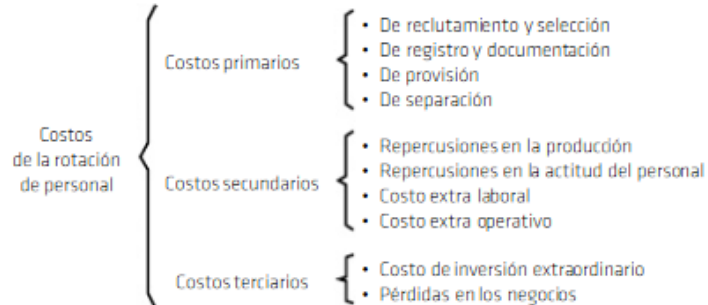 Costos
de la rotación
de personal
Costos primarios
• De reclutamiento y selección
• De registro y documentación
• De provisión
• De separación
Costos secundarios
• Repercusiones en la producción
• Repercusiones en la actitud del personal
• Costo extra laboral
• Costo extra operativo
Costos terciarios
• Costo de inversión extraordinario
• Pérdidas en los negocios